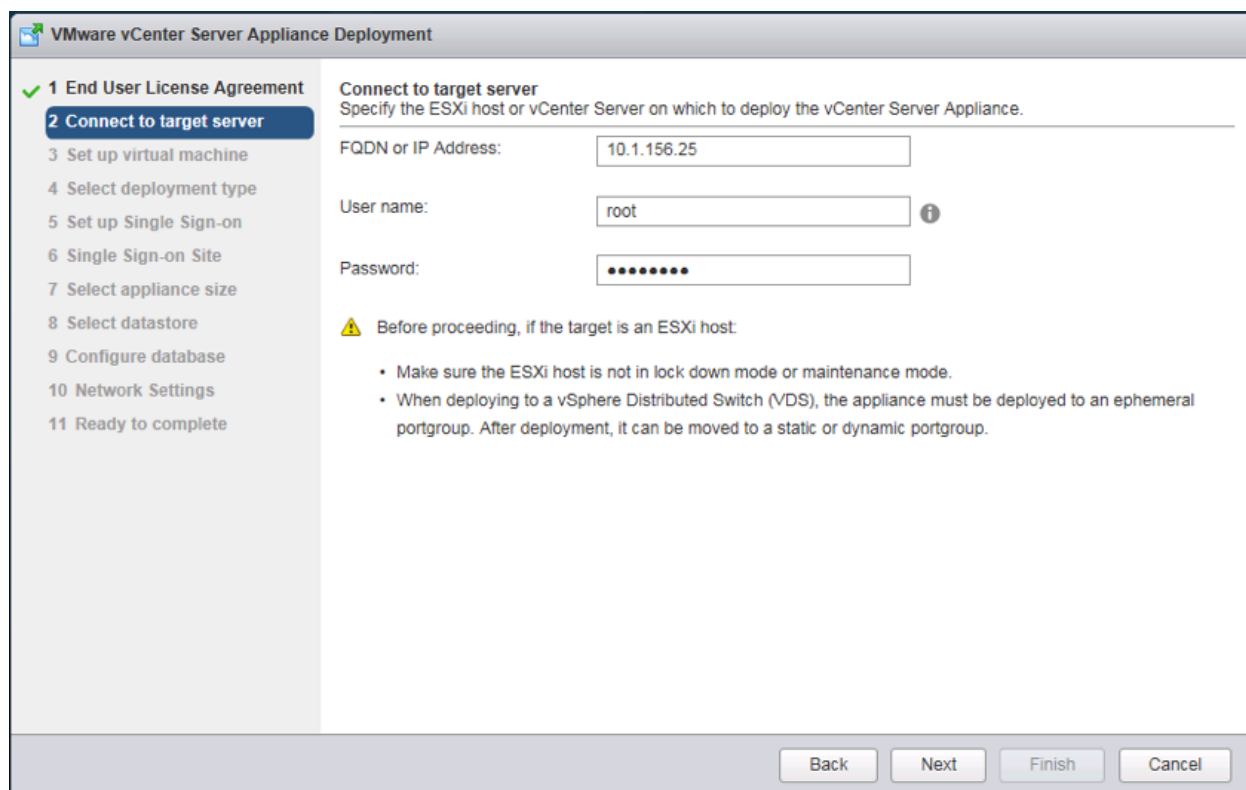 VMware vCenter Server Appliance Deployment
1 End User License Agreement
2 Connect to target server
3 Set up virtual machine
4 Select deployment type
5 Set up Single Sign-on
6 Single Sign-on Site
7 Select appliance size
8 Select datastore
9 Configure database
10 Network Settings
11 Ready to complete
Connect to target server
Specify the ESXi host or vCenter Server on which to deploy the vCenter Server Appliance.
FQDN or IP Address: 10.1.156.25
User name: root
Password: ••••••••
Before proceeding, if the target is an ESXi host:
• Make sure the ESXi host is not in lock down mode or maintenance mode.
• When deploying to a vSphere Distributed Switch (VDS), the appliance must be deployed to an ephemeral
portgroup. After deployment, it can be moved to a static or dynamic portgroup.
Back Next Finish Cancel